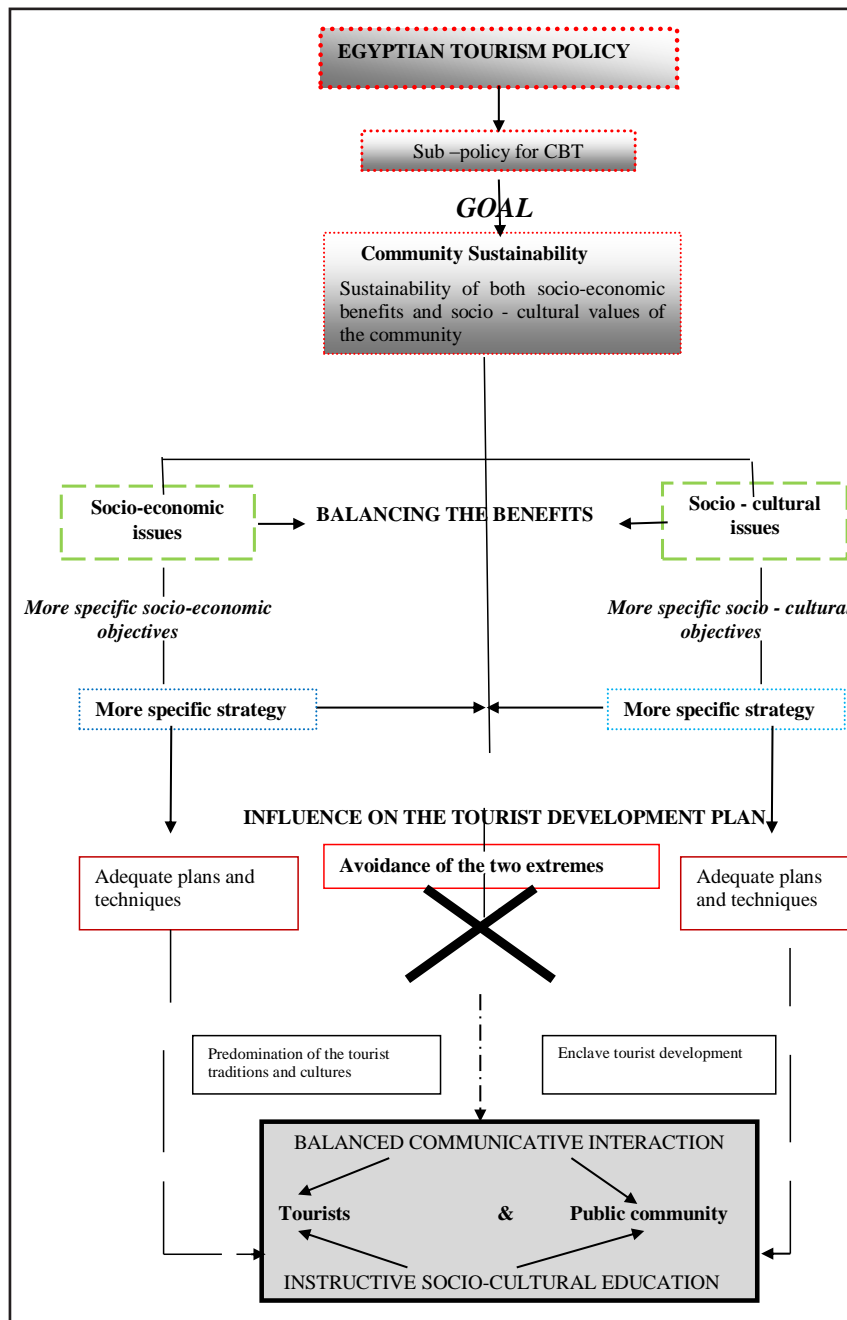 EGYPTIAN TOURISM POLICY
Sub –policy for CBT
GOAL
Community Sustainability
Sustainability of both socio-economic
benefits and socio - cultural values of
the community
Socio-economic
issues
BALANCING THE BENEFITS
Socio - cultural
issues
More specific socio-economic
objectives
More specific socio - cultural
objectives
More specific strategy
More specific strategy
INFLUENCE ON THE TOURIST DEVELOPMENT PLAN
Adequate plans and
techniques
Avoidance of the two extremes
Adequate plans
and techniques
Predomination of the tourist
traditions and cultures
Enclave tourist development
BALANCED COMMUNICATIVE INTERACTION
Tourists & Public community
INSTRUCTIVE SOCIO-CULTURAL EDUCATION